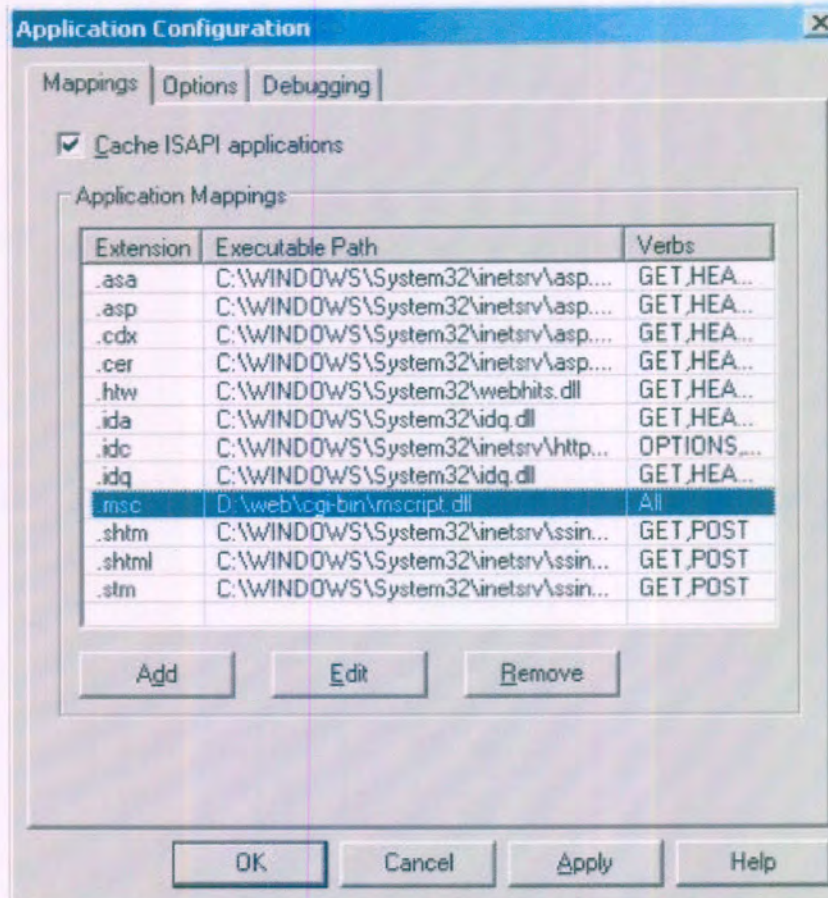 Application Configuration
Mappings Options Debugging
Cache ISAPI applications
Application Mappings
Extension Executable Path Verbs
.asa C:\WINDOWS\System32\inetsrv\asp.... GET,HEA...
.asp C:\WINDOWS\System32\inetsrv\asp.... GET,HEA...
.cdx C:\WINDOWS\System32\inetsrv\asp.... GET,HEA...
.cer C:\WINDOWS\System32\inetsrv\asp.... GET,HEA...
.htw C:\WINDOWS\System32\webhits.dll GET,HEA...
.ida C:\WINDOWS\System32\idq.dll GET,HEA...
.idc C:\WINDOWS\System32\inetsrv\http... OPTIONS,...
.idq C:\WINDOWS\System32\idq.dll GET,HEA...
.msc D:\web\cgi-bin\mscript.dll All
.shtm C:\WINDOWS\System32\inetsrv\ssin... GET,POST
.shtml C:\WINDOWS\System32\inetsrv\ssin... GET,POST
.stm C:\WINDOWS\System32\inetsrv\ssin... GET,POST
Add Edit Remove
OK Cancel Apply Help